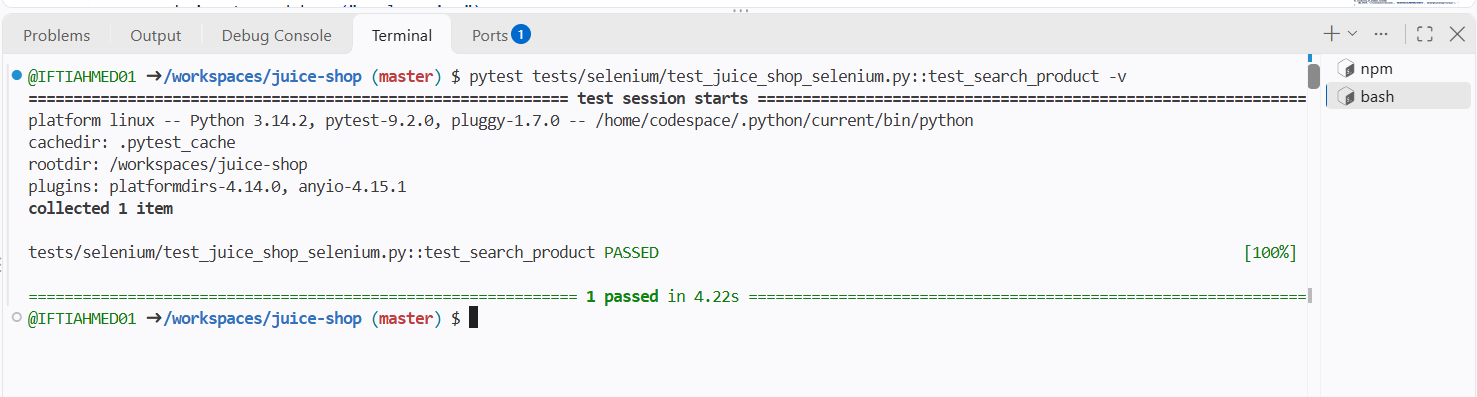 Problems Output Debug Console Terminal Ports 1
npm
bash
@IFTIAHMED01 ➜/workspaces/juice-shop (master) $ pytest tests/selenium/test_juice_shop_selenium.py::test_search_product -v
============================================================ test session starts =============================================================
platform linux -- Python 3.14.2, pytest-9.2.0, pluggy-1.7.0 -- /home/codespace/.python/current/bin/python
cachedir: .pytest_cache
rootdir: /workspaces/juice-shop
plugins: platformdirs-4.14.0, anyio-4.15.1
collected 1 item
tests/selenium/test_juice_shop_selenium.py::test_search_product PASSED [100%]
============================================================= 1 passed in 4.22s ==============================================================
@IFTIAHMED01 ➜/workspaces/juice-shop (master) $